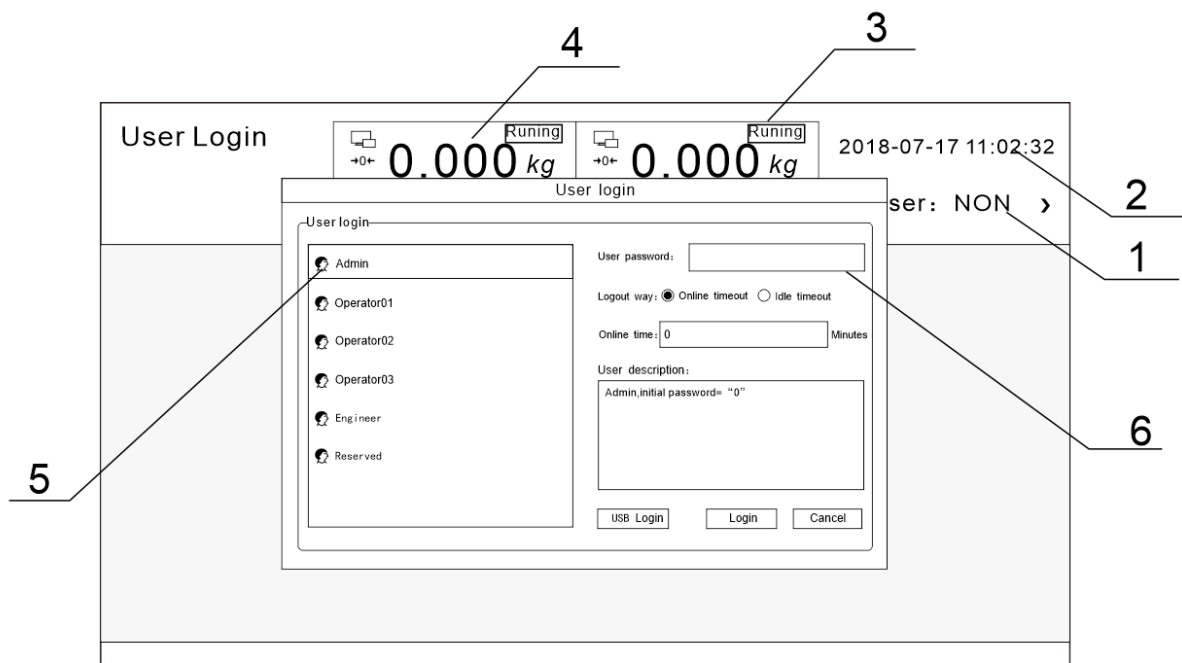 4
3
User Login
Runing
Runing
→0← 0.000 kg
→0← 0.000 kg
2018-07-17 11:02:32
User login
ser: NON ›
2
1
User login
Admin
Operator01
Operator02
Operator03
Engineer
Reserved
User password:
Logout way: Online timeout Idle timeout
Online time: 0 Minutes
User description:
Admin,initial password= “0”
USB Login Login Cancel
5
6